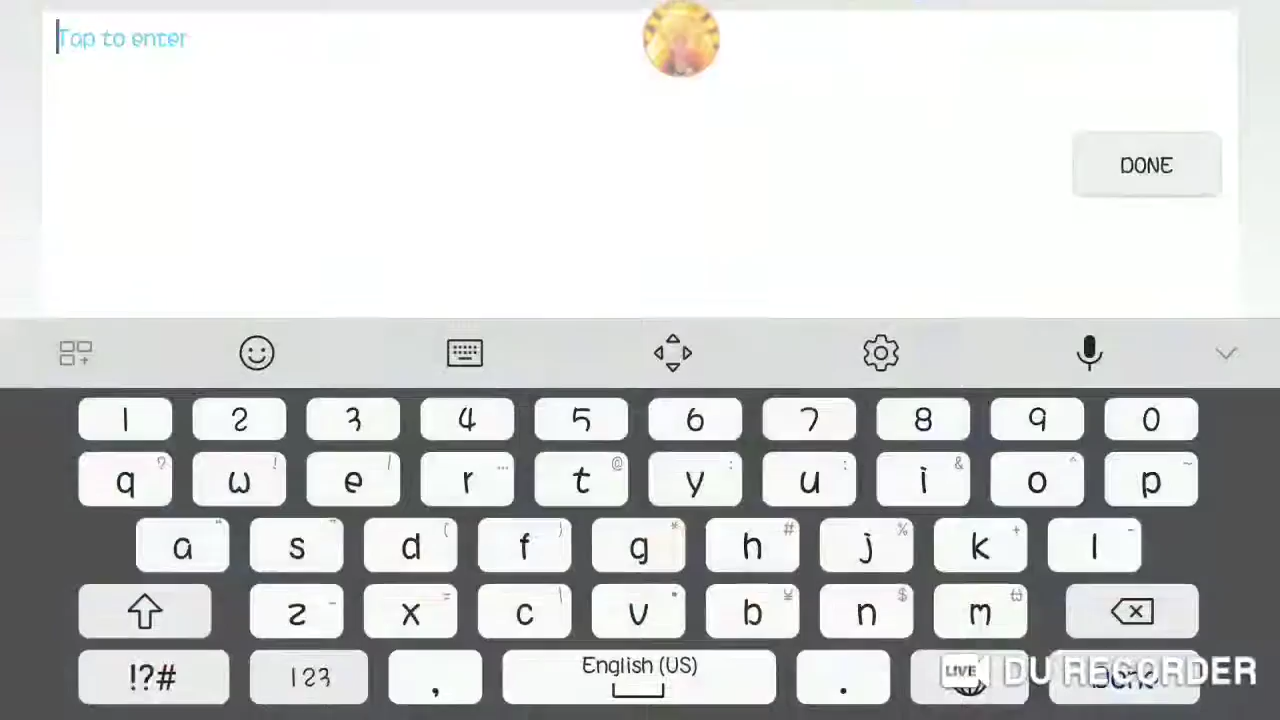 Tap to enter
DONE
1 2 3 4 5 6 7 8 9 0
q ? w ! e / r ... t @ y : u ; i & o ^ p ~
a s d ( f ) g * h # j % k + l -
z x = c \ v b ¥ n $ m ₩
!?# 123 , English (US) . Done
LIVE DU RECORDER